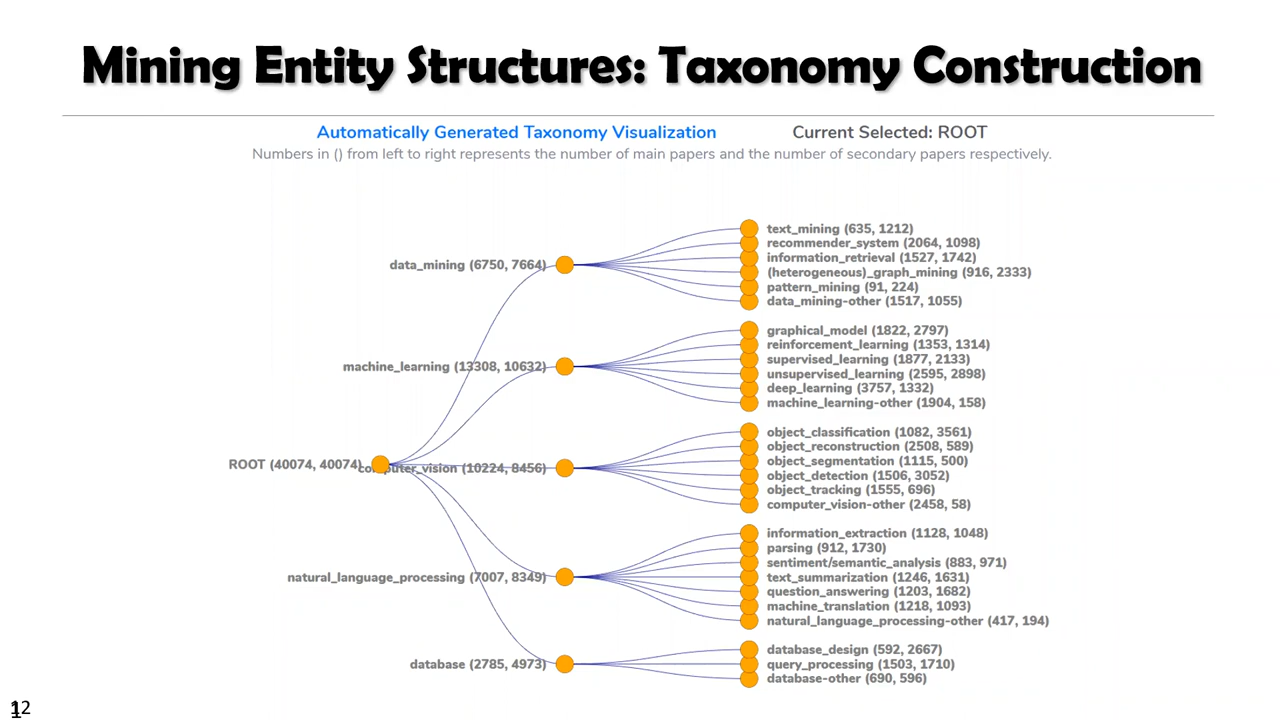 Mining Entity Structures: Taxonomy Construction
Automatically Generated Taxonomy Visualization
Current Selected: ROOT
Numbers in () from left to right represents the number of main papers and the number of secondary papers respectively.
ROOT (40074, 40074)
data_mining (6750, 7664)
text_mining (635, 1212)
recommender_system (2064, 1098)
information_retrieval (1527, 1742)
(heterogeneous)_graph_mining (916, 2333)
pattern_mining (91, 224)
data_mining-other (1517, 1055)
machine_learning (13308, 10632)
graphical_model (1822, 2797)
reinforcement_learning (1353, 1314)
supervised_learning (1877, 2133)
unsupervised_learning (2595, 2898)
deep_learning (3757, 1332)
machine_learning-other (1904, 158)
computer_vision (10224, 8456)
object_classification (1082, 3561)
object_reconstruction (2508, 589)
object_segmentation (1115, 500)
object_detection (1506, 3052)
object_tracking (1555, 696)
computer_vision-other (2458, 58)
natural_language_processing (7007, 8349)
information_extraction (1128, 1048)
parsing (912, 1730)
sentiment/semantic_analysis (883, 971)
text_summarization (1246, 1631)
question_answering (1203, 1682)
machine_translation (1218, 1093)
natural_language_processing-other (417, 194)
database (2785, 4973)
database_design (592, 2667)
query_processing (1503, 1710)
database-other (690, 596)
12